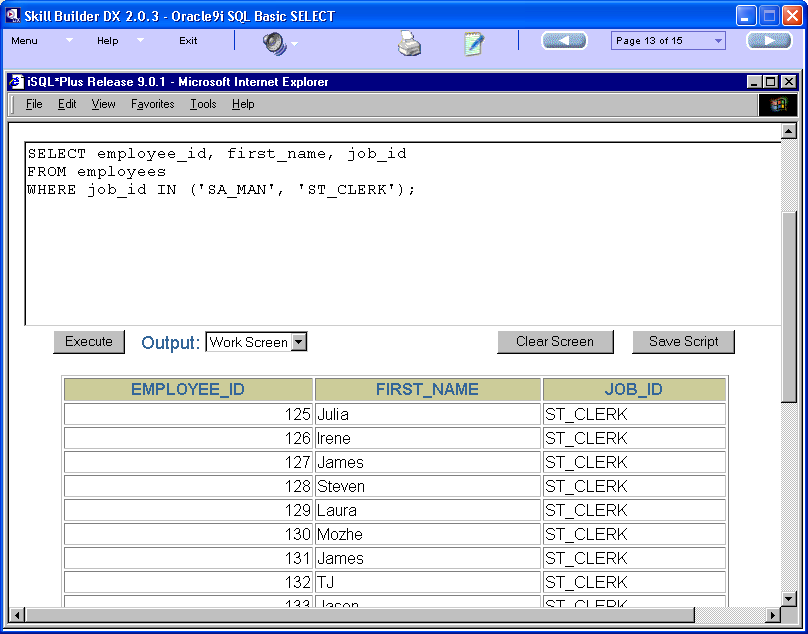 Skill Builder DX 2.0.3 - Oracle9i SQL Basic SELECT
Menu Help Exit Page 13 of 15
iSQL*Plus Release 9.0.1 - Microsoft Internet Explorer
File Edit View Favorites Tools Help
SELECT employee_id, first_name, job_id
FROM employees
WHERE job_id IN ('SA_MAN', 'ST_CLERK');
Execute Output: Work Screen Clear Screen Save Script
EMPLOYEE_ID FIRST_NAME JOB_ID
125 Julia ST_CLERK
126 Irene ST_CLERK
127 James ST_CLERK
128 Steven ST_CLERK
129 Laura ST_CLERK
130 Mozhe ST_CLERK
131 James ST_CLERK
132 TJ ST_CLERK
133 Jason ST_CLERK